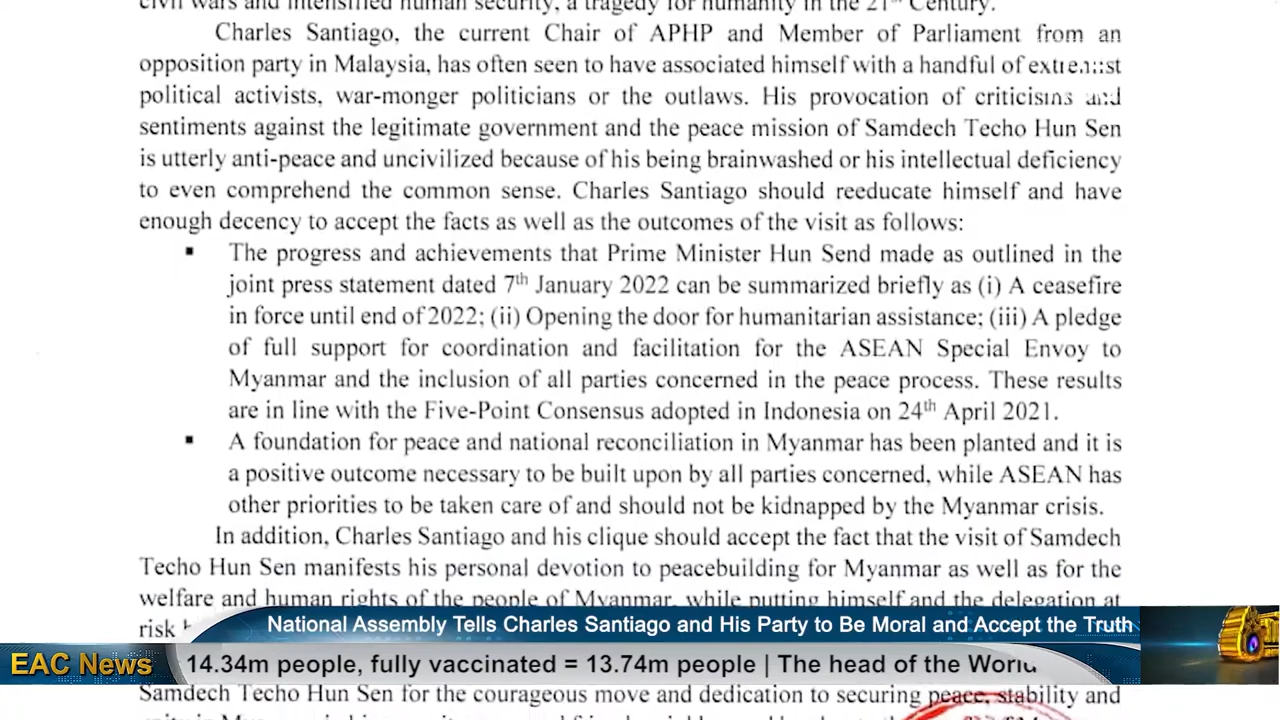 civil wars and intensified human security, a tragedy for humanity in the 21st Century.
Charles Santiago, the current Chair of APHP and Member of Parliament from an
opposition party in Malaysia, has often seen to have associated himself with a handful of extremist
political activists, war-monger politicians or the outlaws. His provocation of criticisms and
sentiments against the legitimate government and the peace mission of Samdech Techo Hun Sen
is utterly anti-peace and uncivilized because of his being brainwashed or his intellectual deficiency
to even comprehend the common sense. Charles Santiago should reeducate himself and have
enough decency to accept the facts as well as the outcomes of the visit as follows:
▪ The progress and achievements that Prime Minister Hun Send made as outlined in the
joint press statement dated 7th January 2022 can be summarized briefly as (i) A ceasefire
in force until end of 2022; (ii) Opening the door for humanitarian assistance; (iii) A pledge
of full support for coordination and facilitation for the ASEAN Special Envoy to
Myanmar and the inclusion of all parties concerned in the peace process. These results
are in line with the Five-Point Consensus adopted in Indonesia on 24th April 2021.
▪ A foundation for peace and national reconciliation in Myanmar has been planted and it is
a positive outcome necessary to be built upon by all parties concerned, while ASEAN has
other priorities to be taken care of and should not be kidnapped by the Myanmar crisis.
In addition, Charles Santiago and his clique should accept the fact that the visit of Samdech
Techo Hun Sen manifests his personal devotion to peacebuilding for Myanmar as well as for the
welfare and human rights of the people of Myanmar, while putting himself and the delegation at
risk
National Assembly Tells Charles Santiago and His Party to Be Moral and Accept the Truth
EAC News
14.34m people, fully vaccinated = 13.74m people | The head of the World
Samdech Techo Hun Sen for the courageous move and dedication to securing peace, stability and